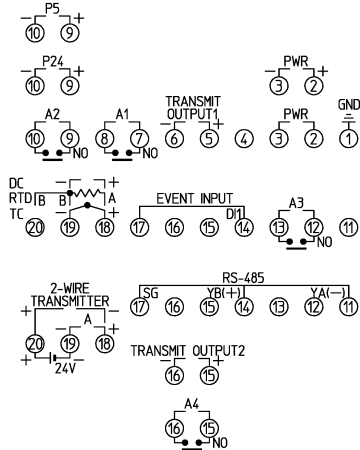 P5
− +
10 9
P24 PWR
− + − +
10 9 3 2
A2 A1 TRANSMIT OUTPUT1 PWR GND
− + − +
10 9 8 7 6 5 4 3 2 1
NO NO
DC − +
RTD B B A
TC − +
EVENT INPUT A3
DI1
20 19 18 17 16 15 14 13 12 11
NO
2-WIRE
TRANSMITTER RS-485
+ − SG YB(+) YA(−)
17 16 15 14 13 12 11
− A +
20 19 18
+ 24V −
TRANSMIT OUTPUT2
− +
16 15
A4
16 15
NO